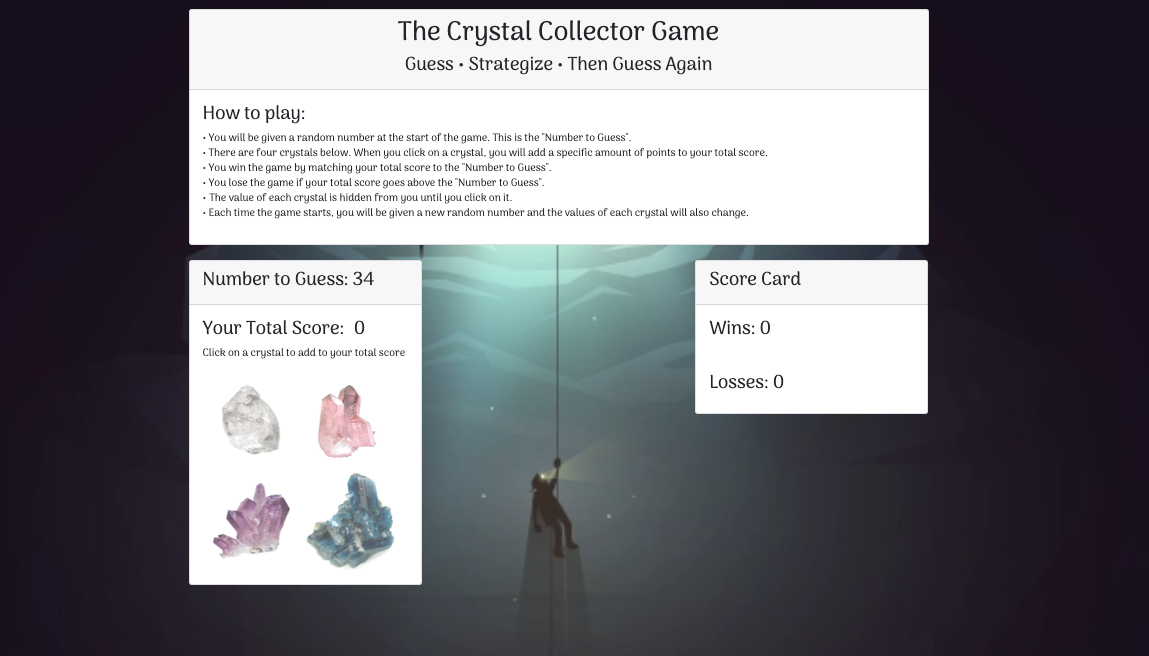 The Crystal Collector Game
Guess • Strategize • Then Guess Again
How to play:
• You will be given a random number at the start of the game. This is the "Number to Guess".
• There are four crystals below. When you click on a crystal, you will add a specific amount of points to your total score.
• You win the game by matching your total score to the "Number to Guess".
• You lose the game if your total score goes above the "Number to Guess".
• The value of each crystal is hidden from you until you click on it.
• Each time the game starts, you will be given a new random number and the values of each crystal will also change.
Number to Guess: 34
Your Total Score: 0
Click on a crystal to add to your total score
Score Card
Wins: 0
Losses: 0